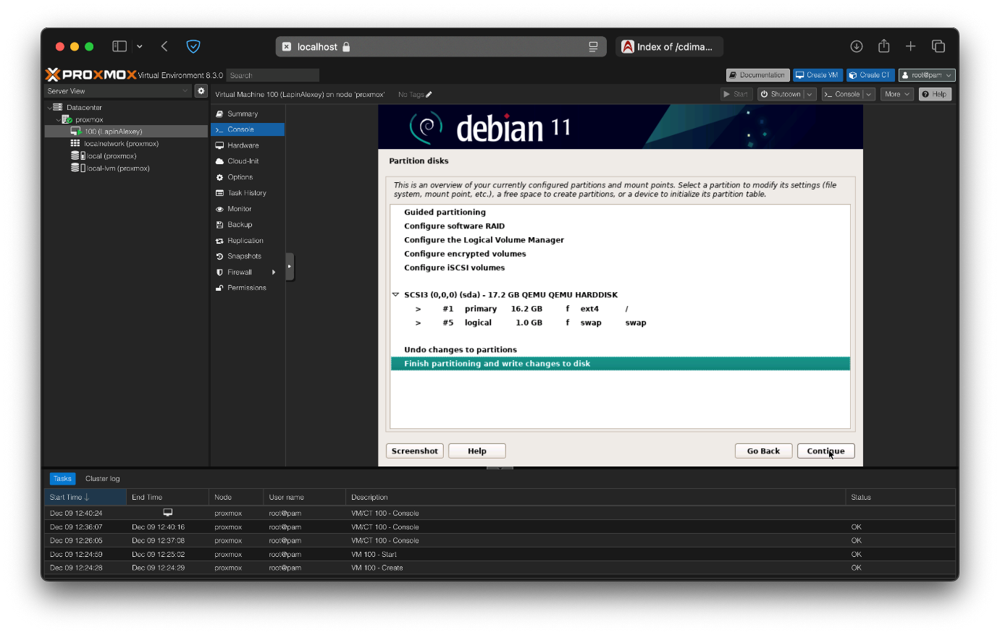 localhost
Index of /cdima...
PROXMOX Virtual Environment 8.3.0 Search
Documentation Create VM Create CT root@pam
Server View
Virtual Machine 100 (LapinAlexey) on node 'proxmox' No Tags
Start Shutdown Console More Help
Datacenter
proxmox
100 (LapinAlexey)
localnetwork (proxmox)
local (proxmox)
local-lvm (proxmox)
Summary
Console
Hardware
Cloud-Init
Options
Task History
Monitor
Backup
Replication
Snapshots
Firewall
Permissions
debian 11
Partition disks
This is an overview of your currently configured partitions and mount points. Select a partition to modify its settings (file
system, mount point, etc.), a free space to create partitions, or a device to initialize its partition table.
Guided partitioning
Configure software RAID
Configure the Logical Volume Manager
Configure encrypted volumes
Configure iSCSI volumes
SCSI3 (0,0,0) (sda) - 17.2 GB QEMU QEMU HARDDISK
> #1 primary 16.2 GB f ext4 /
> #5 logical 1.0 GB f swap swap
Undo changes to partitions
Finish partitioning and write changes to disk
Screenshot Help Go Back Continue
Tasks Cluster log
Start Time End Time Node User name Description Status
Dec 09 12:40:24 proxmox root@pam VM/CT 100 - Console
Dec 09 12:36:07 Dec 09 12:40:16 proxmox root@pam VM/CT 100 - Console OK
Dec 09 12:26:05 Dec 09 12:37:08 proxmox root@pam VM/CT 100 - Console OK
Dec 09 12:24:59 Dec 09 12:25:02 proxmox root@pam VM 100 - Start OK
Dec 09 12:24:28 Dec 09 12:24:29 proxmox root@pam VM 100 - Create OK